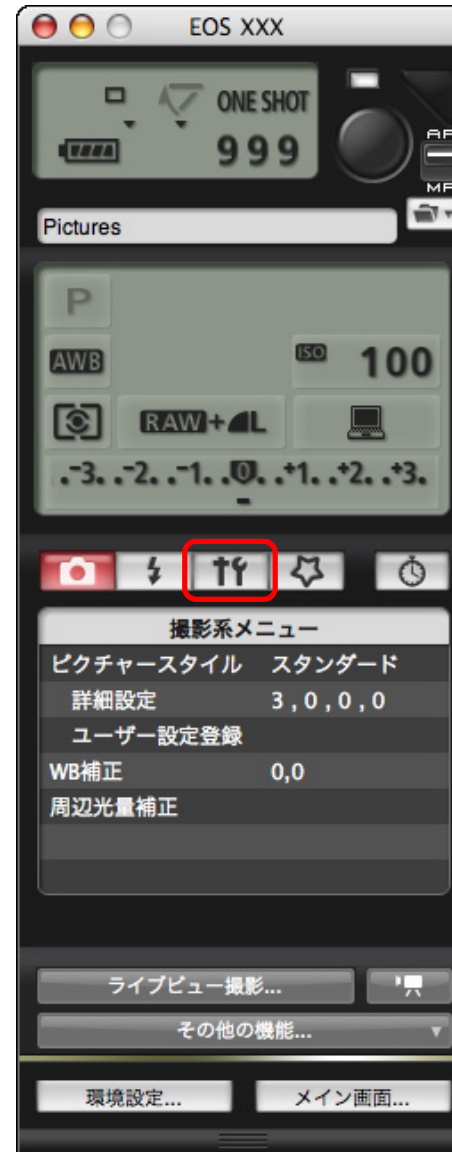 EOS XXX
ONE SHOT
999
AF
MF
Pictures
P
AWB
ISO 100
RAW+L
.-3. .-2. .-1. .0. .+1. .+2. .+3.
撮影系メニュー
ピクチャースタイル スタンダード
詳細設定 3,0,0,0
ユーザー設定登録
WB補正 0,0
周辺光量補正
ライブビュー撮影...
その他の機能...
環境設定... メイン画面...